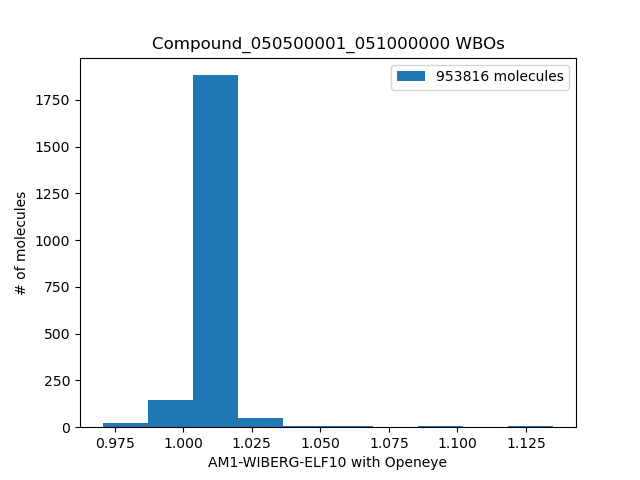 Compound_050500001_051000000 WBOs
953816 molecules
1750
1500
1250
1000
750
500
250
0
# of molecules
0.975 1.000 1.025 1.050 1.075 1.100 1.125
AM1-WIBERG-ELF10 with Openeye